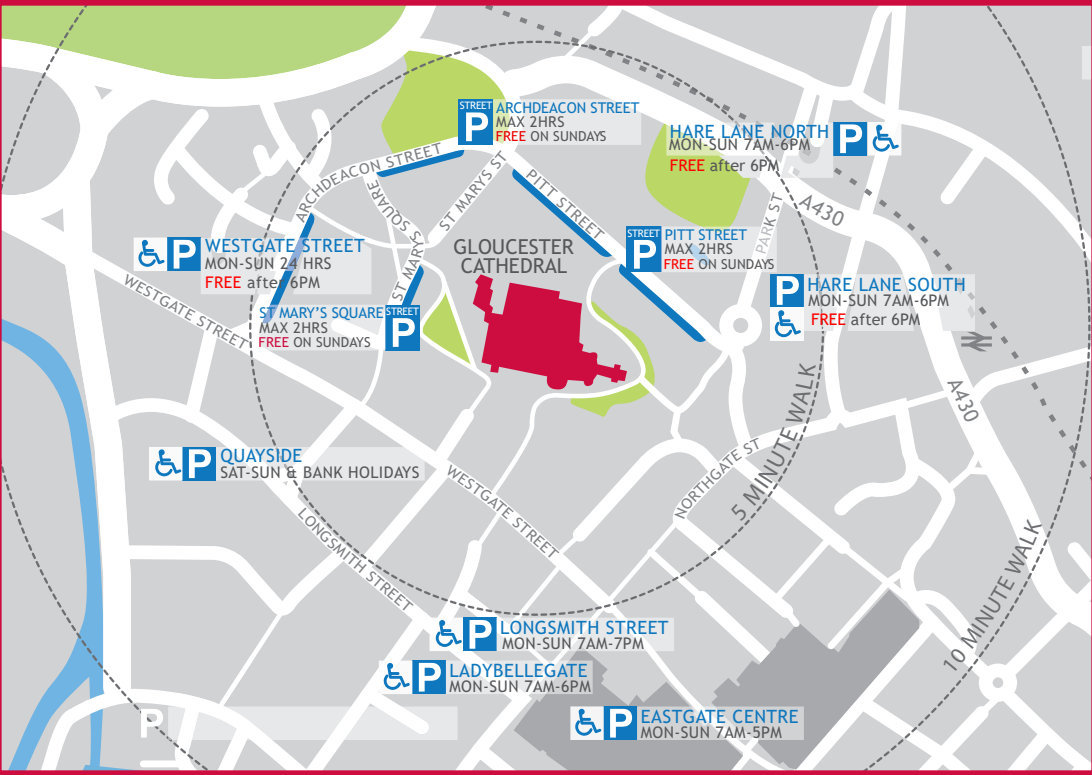 STREET
P
ARCHDEACON STREET
MAX 2HRS
FREE ON SUNDAYS
HARE LANE NORTH
MON-SUN 7AM-6PM
FREE after 6PM
P
ARCHDEACON STREET
ST MARYS ST
PITT STREET
SQUARE
ST MARY'S
PARK ST
A430
STREET
P
PITT STREET
MAX 2HRS
FREE ON SUNDAYS
P
WESTGATE STREET
MON-SUN 24 HRS
FREE after 6PM
GLOUCESTER
CATHEDRAL
P
HARE LANE SOUTH
MON-SUN 7AM-6PM
FREE after 6PM
WESTGATE STREET
ST MARY'S SQUARE
MAX 2HRS
FREE ON SUNDAYS
STREET
P
A430
5 MINUTE WALK
NORTHGATE ST
P
QUAYSIDE
SAT-SUN & BANK HOLIDAYS
WESTGATE STREET
LONGSMITH STREET
10 MINUTE WALK
P
LONGSMITH STREET
MON-SUN 7AM-7PM
P
LADYBELLEGATE
MON-SUN 7AM-6PM
P
P
EASTGATE CENTRE
MON-SUN 7AM-5PM